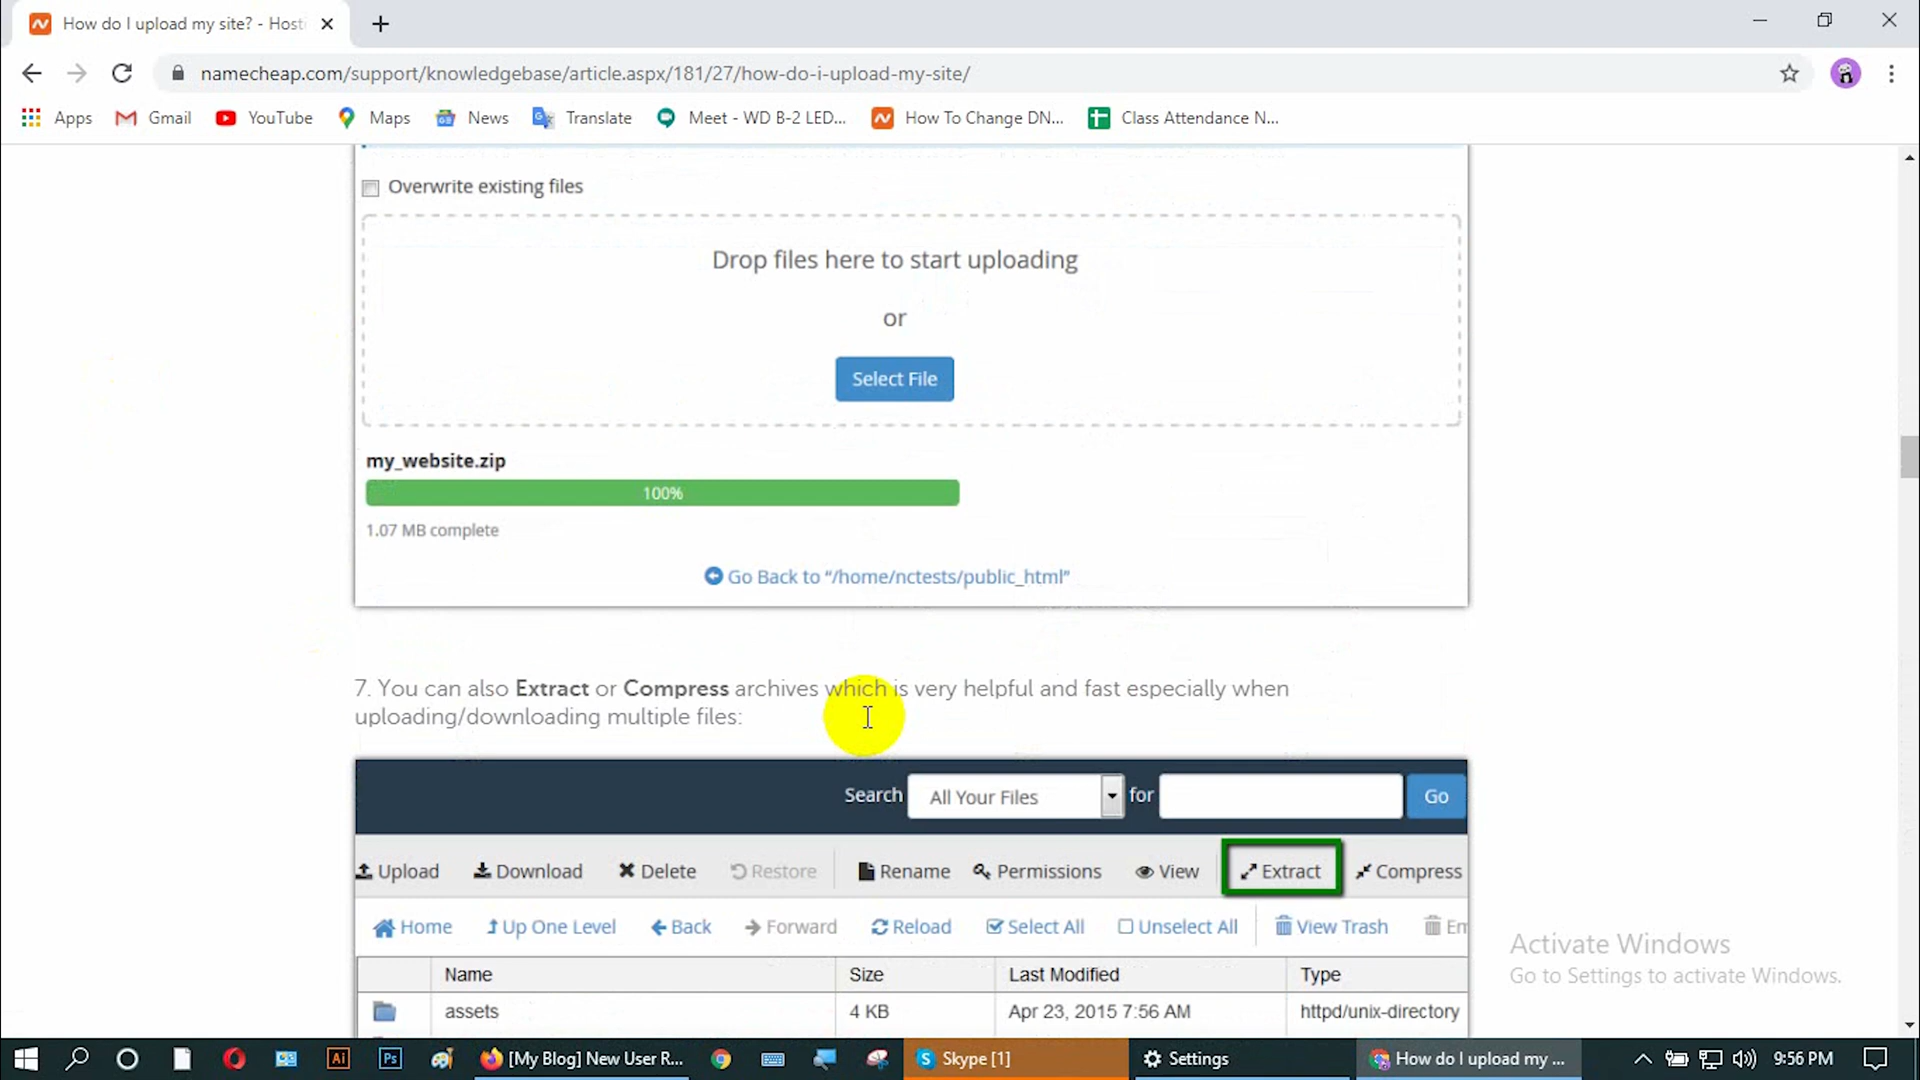 How do I upload my site? - Hosti
namecheap.com/support/knowledgebase/article.aspx/181/27/how-do-i-upload-my-site/
Apps Gmail YouTube Maps News Translate Meet - WD B-2 LED... How To Change DN... Class Attendance N...
Overwrite existing files
Drop files here to start uploading
or
Select File
my_website.zip
100%
1.07 MB complete
Go Back to “/home/nctests/public_html”
7. You can also Extract or Compress archives which is very helpful and fast especially when
uploading/downloading multiple files:
Search All Your Files for Go
Upload Download Delete Restore Rename Permissions View Extract Compress
Home Up One Level Back Forward Reload Select All Unselect All View Trash Em
Name Size Last Modified Type
assets 4 KB Apr 23, 2015 7:56 AM httpd/unix-directory
Activate Windows
Go to Settings to activate Windows.
Ai Ps [My Blog] New User R... Skype [1] Settings How do I upload my ... 9:56 PM